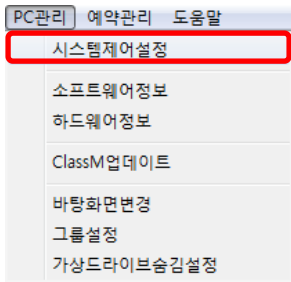 PC관리 예약관리 도움말
시스템제어설정
소프트웨어정보
하드웨어정보
ClassM업데이트
바탕화면변경
그룹설정
가상드라이브숨김설정